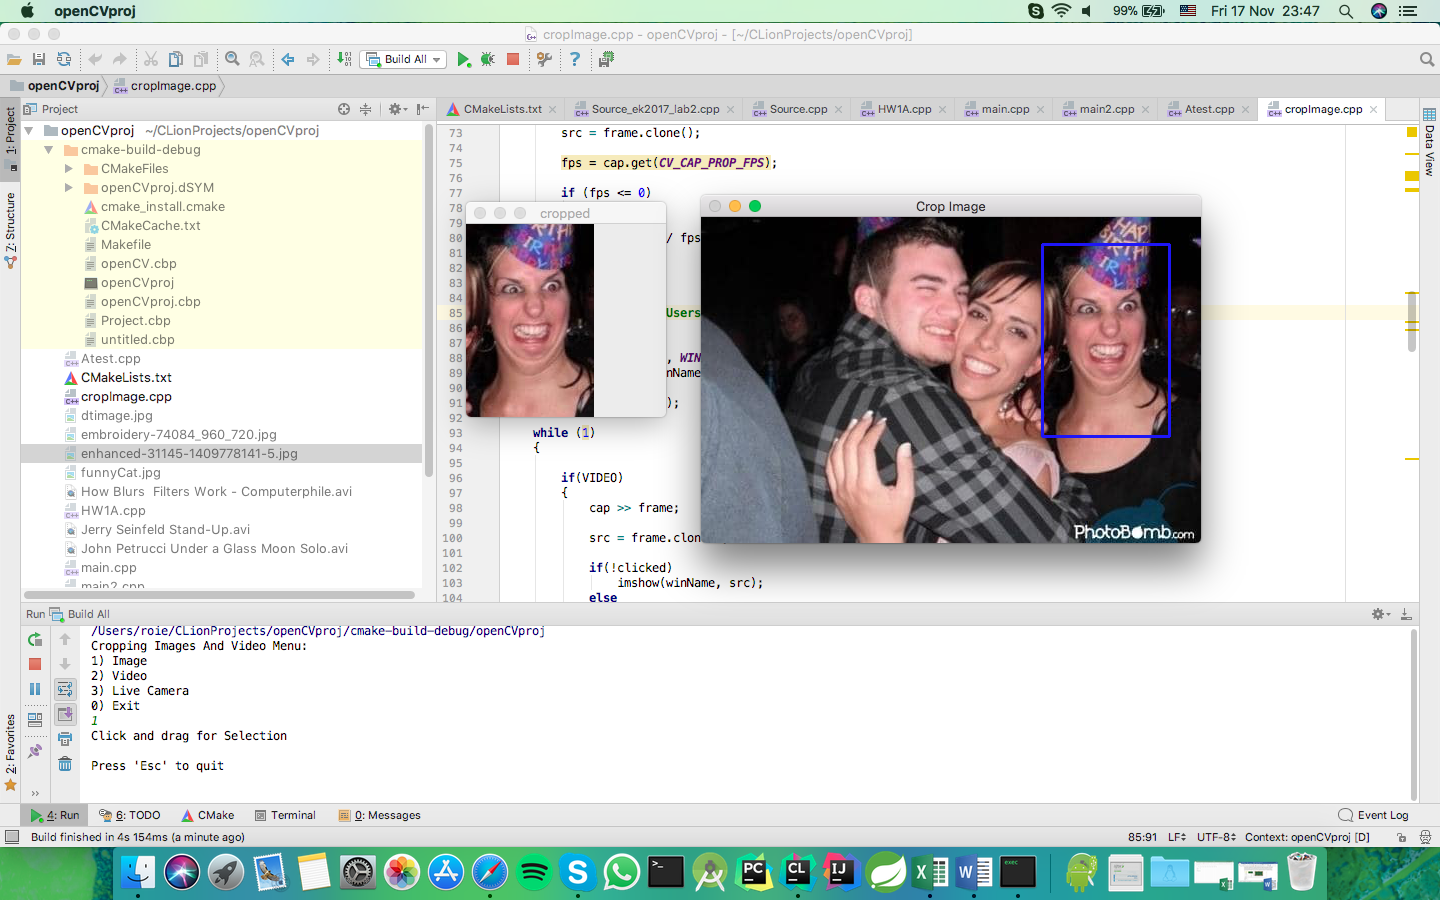 openCVproj
99%
Fri 17 Nov 23:47
cropImage.cpp - openCVproj - [~/CLionProjects/openCVproj]
Build All
openCVproj
cropImage.cpp
Project
CMakeLists.txt
Source_ek2017_lab2.cpp
Source.cpp
HW1A.cpp
main.cpp
main2.cpp
Atest.cpp
cropImage.cpp
1: Project
Z: Structure
2: Favorites
Data View
openCVproj ~/CLionProjects/openCVproj
cmake-build-debug
CMakeFiles
openCVproj.dSYM
cmake_install.cmake
CMakeCache.txt
Makefile
openCV.cbp
openCVproj
openCVproj.cbp
Project.cbp
untitled.cbp
Atest.cpp
CMakeLists.txt
cropImage.cpp
dtimage.jpg
embroidery-74084_960_720.jpg
enhanced-31145-1409778141-5.jpg
funnyCat.jpg
How Blurs Filters Work - Computerphile.avi
HW1A.cpp
Jerry Seinfeld Stand-Up.avi
John Petrucci Under a Glass Moon Solo.avi
main.cpp
main2.cpp
73 src = frame.clone();
74
75 fps = cap.get(CV_CAP_PROP_FPS);
76
77 if (fps <= 0)
78
79
80 / fps
81
82
83
84
85 Users
86
87
88 , WIN
89 nName
90
91 );
92
93 while (1)
94 {
95
96 if(VIDEO)
97 {
98 cap >> frame;
99
100 src = frame.clon
101
102 if(!clicked)
103 imshow(winName, src);
104 else
cropped
Crop Image
HAPPY
BIRTH
PhotoBomb.com
Run Build All
/Users/roie/CLionProjects/openCVproj/cmake-build-debug/openCVproj
Cropping Images And Video Menu:
1) Image
2) Video
3) Live Camera
0) Exit
1
Click and drag for Selection
Press 'Esc' to quit
4: Run
6: TODO
CMake
Terminal
0: Messages
Event Log
Build finished in 4s 154ms (a minute ago)
85:91 LF UTF-8 Context: openCVproj [D]
PC
CL
IJ
exec